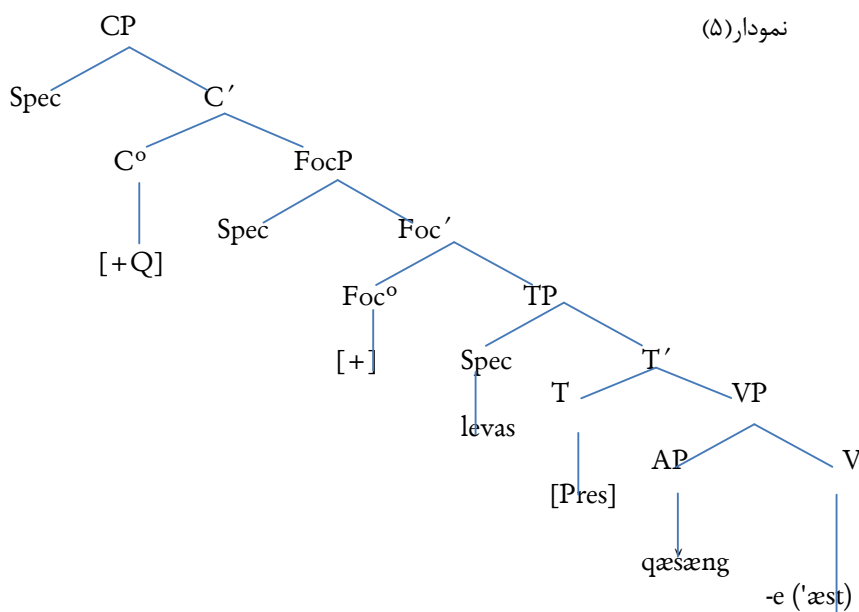 نمودار(۵)
CP
Spec C′
Cº FocP
[+Q] Spec Foc′
Focº TP
[+] Spec T′
levas T VP
[Pres] AP V
qæšæng
-e ('æst)